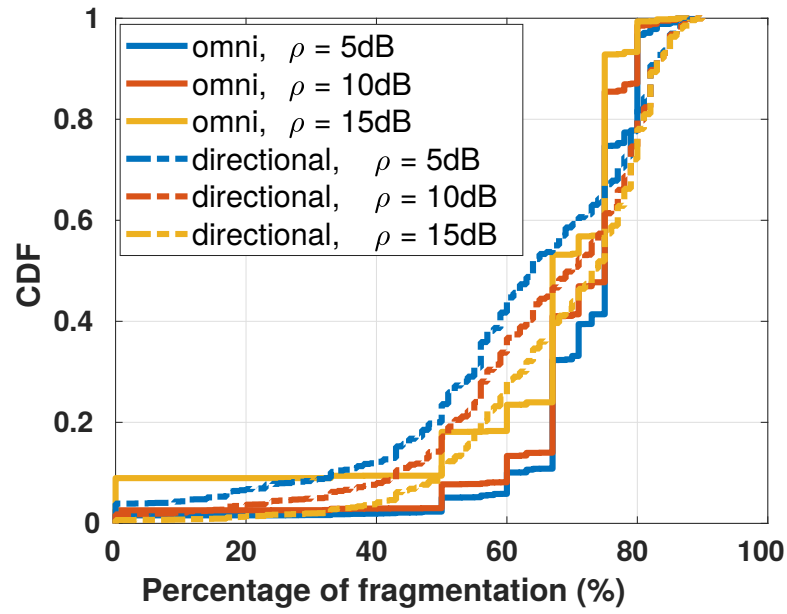 1
0.8
0.6
0.4
0.2
0
CDF
omni, ρ = 5dB
omni, ρ = 10dB
omni, ρ = 15dB
directional, ρ = 5dB
directional, ρ = 10dB
directional, ρ = 15dB
0 20 40 60 80 100
Percentage of fragmentation (%)